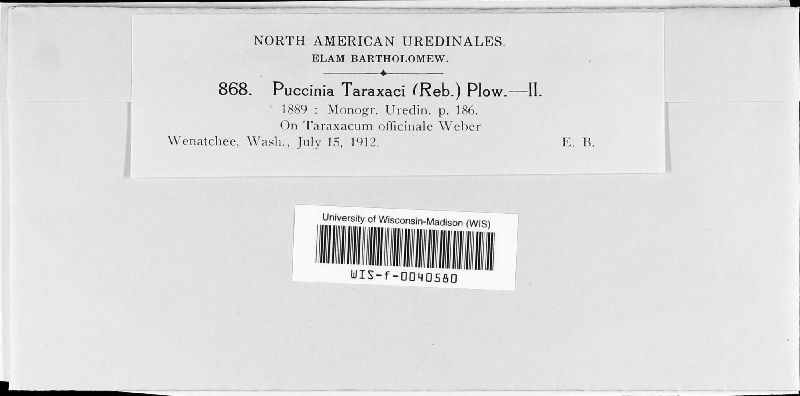 NORTH AMERICAN UREDINALES.
ELAM BARTHOLOMEW.
868. Puccinia Taraxaci (Reb.) Plow.—II.
1889 : Monogr. Uredin. p. 186.
On Taraxacum officinale Weber
Wenatchee, Wash., July 15, 1912. E. B.
University of Wisconsin-Madison (WIS)
WIS-f-0040580